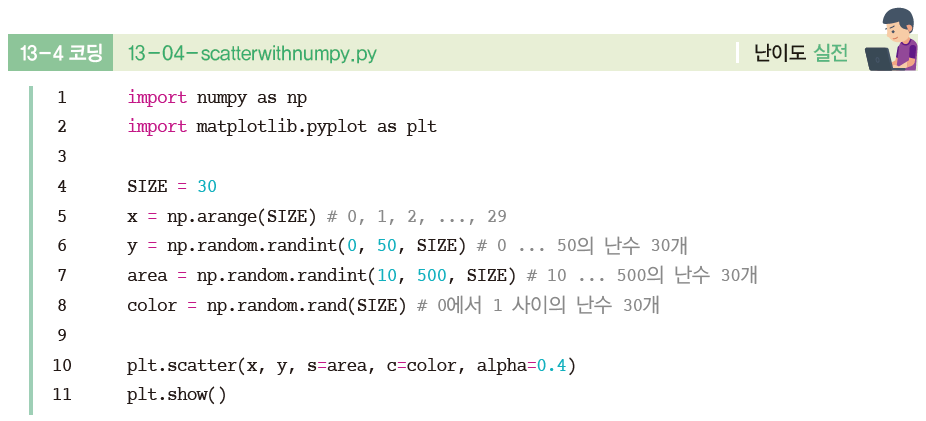 13-4 코딩 13-04-scatterwithnumpy.py 난이도 실전
1 import numpy as np
2 import matplotlib.pyplot as plt
3
4 SIZE = 30
5 x = np.arange(SIZE) # 0, 1, 2, ..., 29
6 y = np.random.randint(0, 50, SIZE) # 0 ... 50의 난수 30개
7 area = np.random.randint(10, 500, SIZE) # 10 ... 500의 난수 30개
8 color = np.random.rand(SIZE) # 0에서 1 사이의 난수 30개
9
10 plt.scatter(x, y, s=area, c=color, alpha=0.4)
11 plt.show()